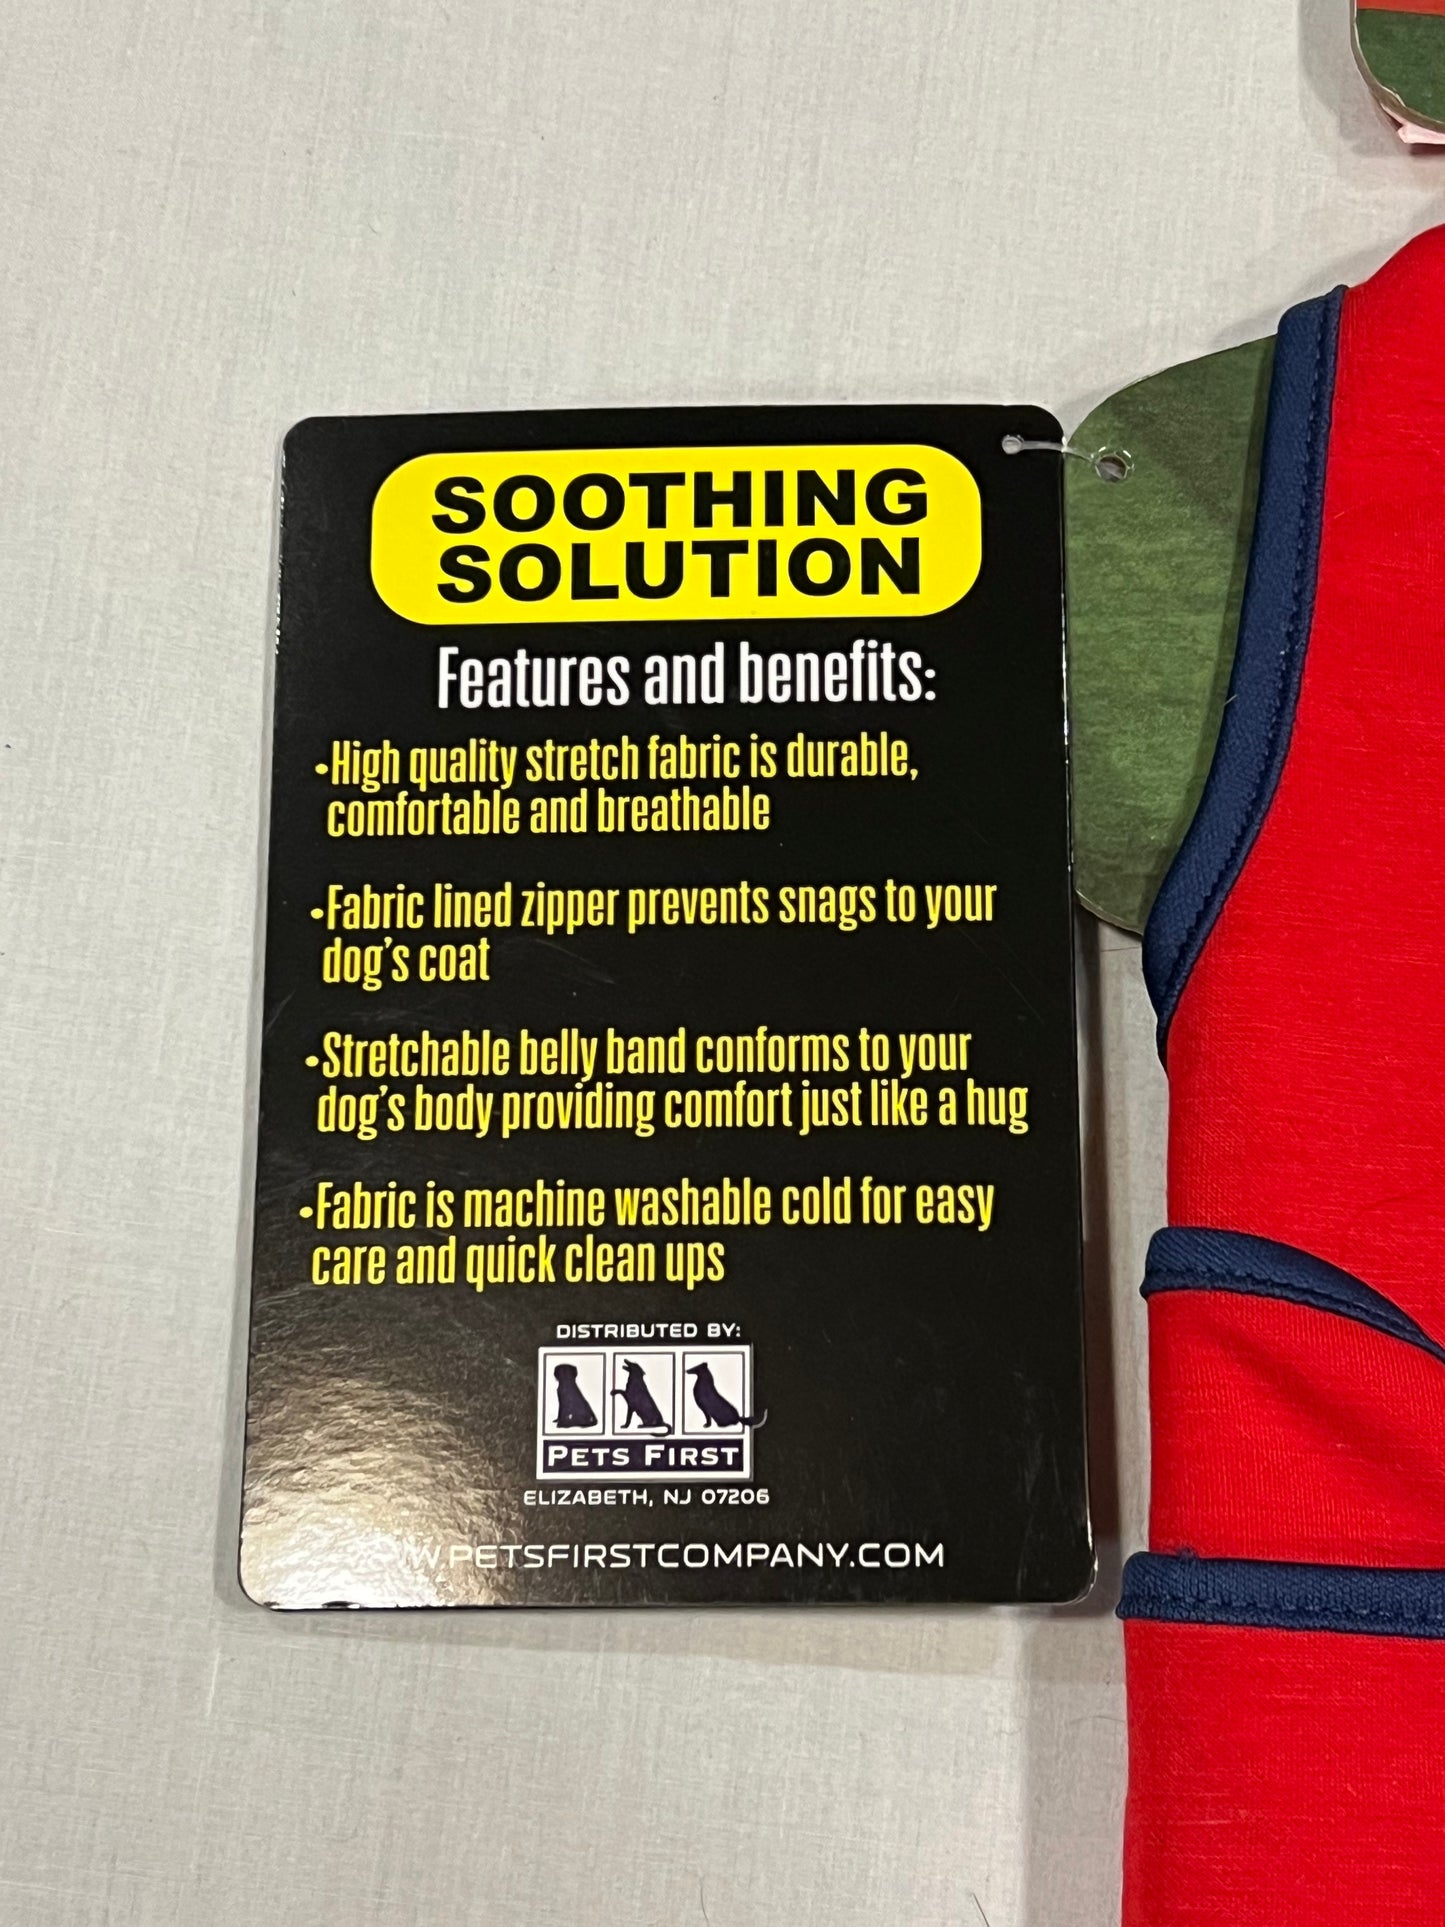 SOOTHING
SOLUTION
Features and benefits:
•High quality stretch fabric is durable,
comfortable and breathable
•Fabric lined zipper prevents snags to your
dog's coat
•Stretchable belly band conforms to your
dog's body providing comfort just like a hug
•Fabric is machine washable cold for easy
care and quick clean ups
DISTRIBUTED BY:
PETS FIRST
ELIZABETH, NJ 07206
W.PETSFIRSTCOMPANY.COM